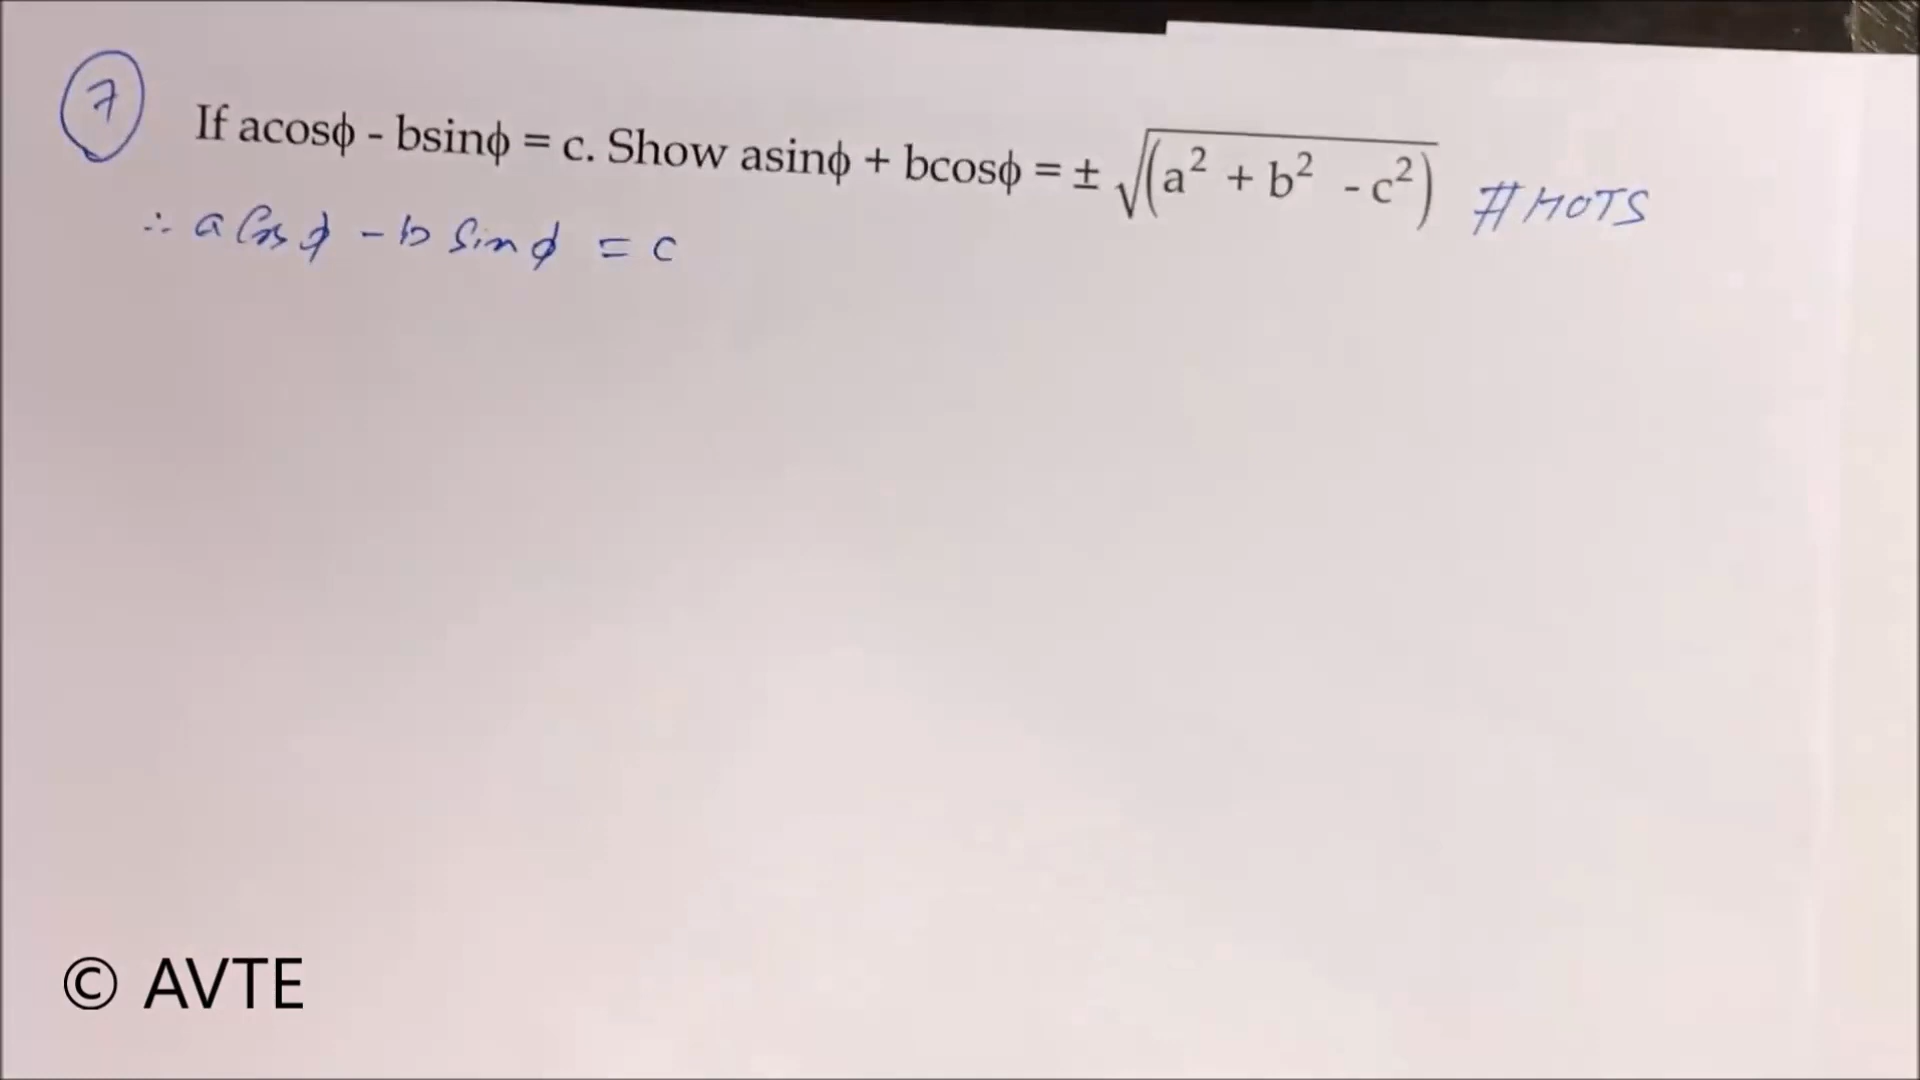 7 If acosϕ - bsinϕ = c. Show asinϕ + bcosϕ = ± √(a² + b² - c²) #HOTS
∴ a Cos ϕ - b Sin ϕ = c
© AVTE